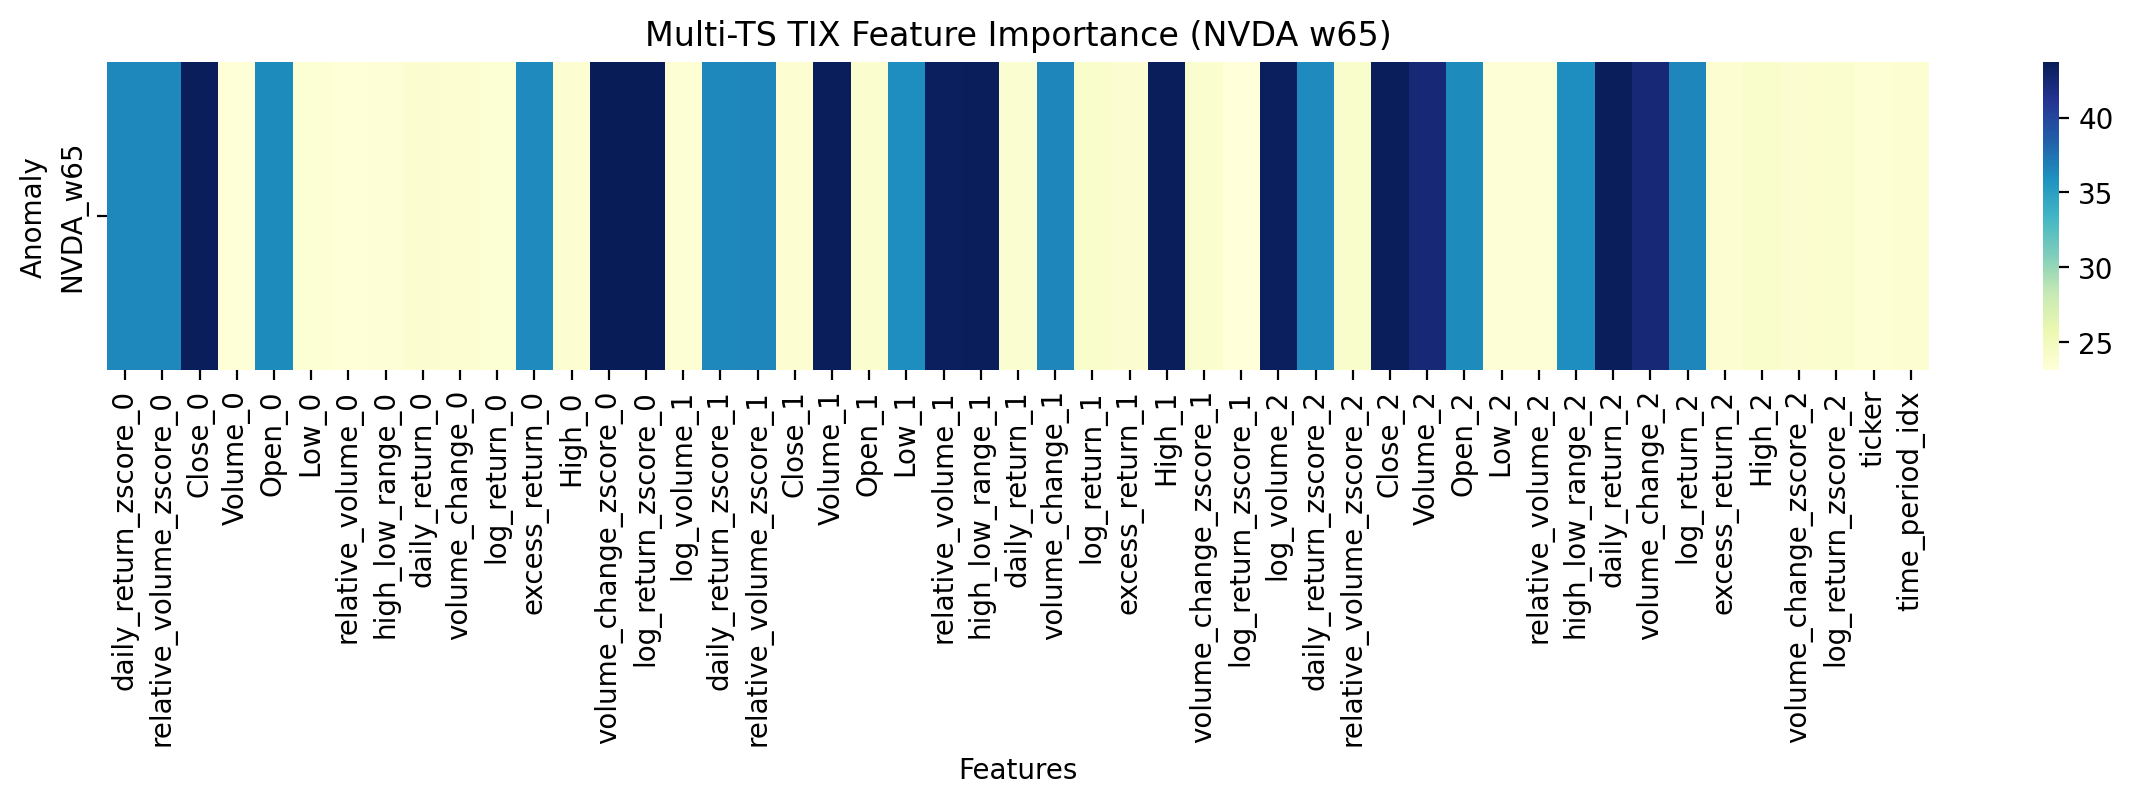 Multi-TS TIX Feature Importance (NVDA w65)
Anomaly
NVDA_w65
40
35
30
25
daily_return_zscore_0
relative_volume_zscore_0
Close_0
Volume_0
Open_0
Low_0
relative_volume_0
high_low_range_0
daily_return_0
volume_change_0
log_return_0
excess_return_0
High_0
volume_change_zscore_0
log_return_zscore_0
log_volume_1
daily_return_zscore_1
relative_volume_zscore_1
Close_1
Volume_1
Open_1
Low_1
relative_volume_1
high_low_range_1
daily_return_1
volume_change_1
log_return_1
excess_return_1
High_1
volume_change_zscore_1
log_return_zscore_1
log_volume_2
daily_return_zscore_2
relative_volume_zscore_2
Close_2
Volume_2
Open_2
Low_2
relative_volume_2
high_low_range_2
daily_return_2
volume_change_2
log_return_2
excess_return_2
High_2
volume_change_zscore_2
log_return_zscore_2
ticker
time_period_idx
Features